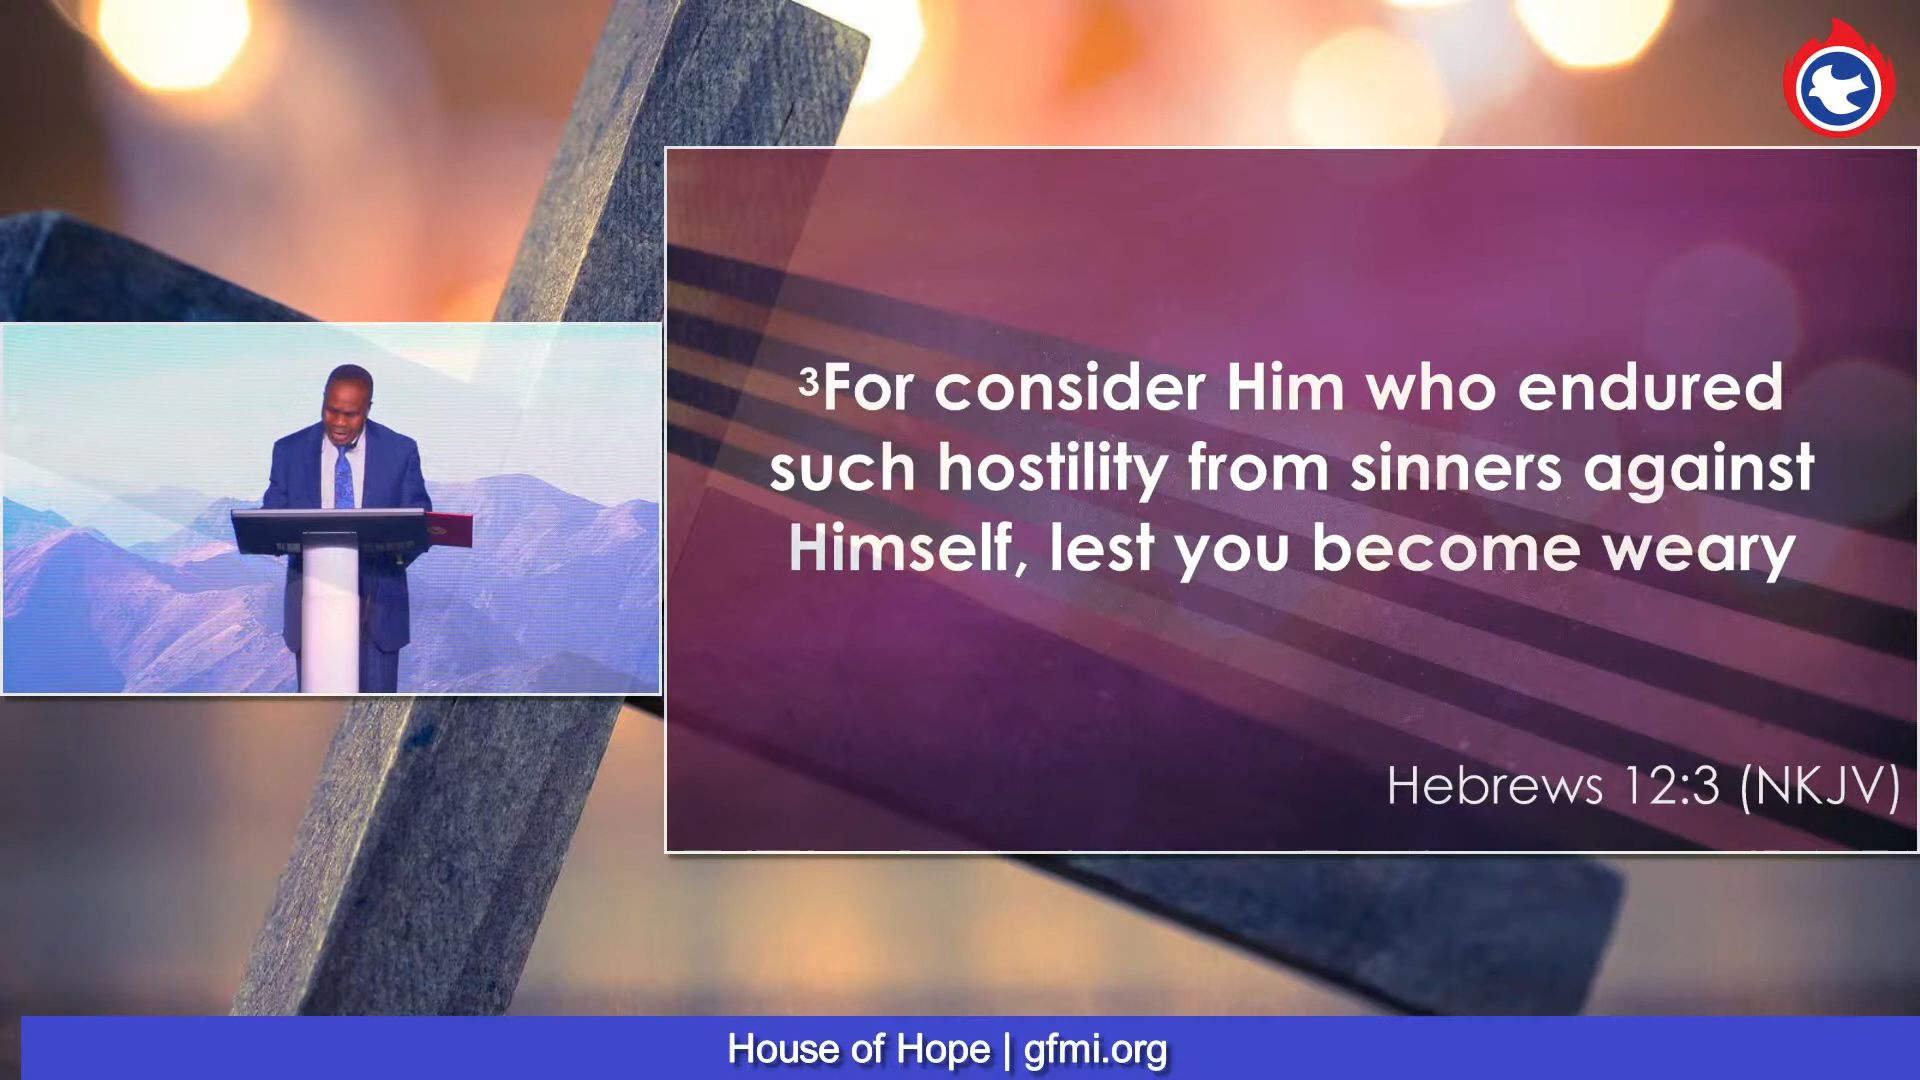 ³For consider Him who endured
such hostility from sinners against
Himself, lest you become weary
Hebrews 12:3 (NKJV)
House of Hope | gfmi.org